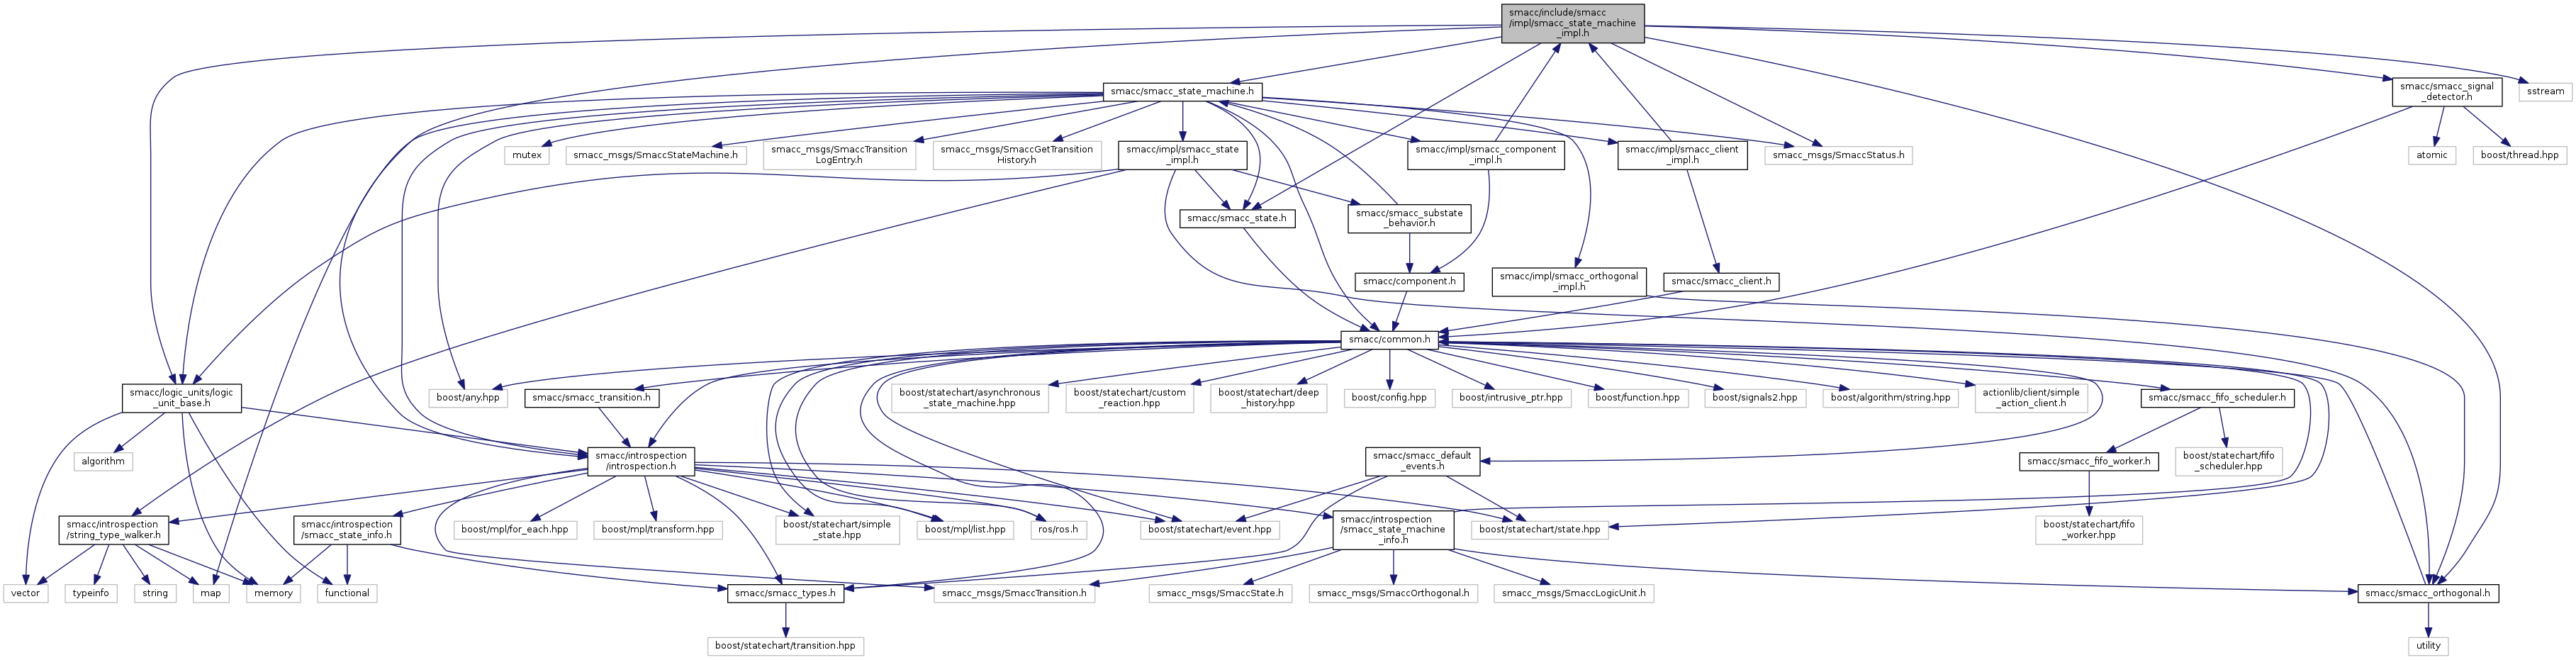 smacc/include/smacc
/impl/smacc_state_machine
_impl.h
smacc/smacc_state_machine.h
smacc/smacc_signal
_detector.h
sstream
mutex
smacc_msgs/SmaccStateMachine.h
smacc_msgs/SmaccTransition
LogEntry.h
smacc_msgs/SmaccGetTransition
History.h
smacc/impl/smacc_state
_impl.h
smacc/impl/smacc_component
_impl.h
smacc/impl/smacc_client
_impl.h
smacc_msgs/SmaccStatus.h
atomic
boost/thread.hpp
smacc/smacc_state.h
smacc/smacc_substate
_behavior.h
smacc/component.h
smacc/impl/smacc_orthogonal
_impl.h
smacc/smacc_client.h
smacc/common.h
smacc/logic_units/logic
_unit_base.h
boost/any.hpp
smacc/smacc_transition.h
boost/statechart/asynchronous
_state_machine.hpp
boost/statechart/custom
_reaction.hpp
boost/statechart/deep
_history.hpp
boost/config.hpp
boost/intrusive_ptr.hpp
boost/function.hpp
boost/signals2.hpp
boost/algorithm/string.hpp
actionlib/client/simple
_action_client.h
smacc/smacc_fifo_scheduler.h
algorithm
smacc/introspection
/introspection.h
smacc/smacc_default
_events.h
smacc/smacc_fifo_worker.h
boost/statechart/fifo
_scheduler.hpp
smacc/introspection
/string_type_walker.h
smacc/introspection
/smacc_state_info.h
boost/mpl/for_each.hpp
boost/mpl/transform.hpp
boost/statechart/simple
_state.hpp
boost/mpl/list.hpp
ros/ros.h
boost/statechart/event.hpp
smacc/introspection
/smacc_state_machine
_info.h
boost/statechart/state.hpp
boost/statechart/fifo
_worker.hpp
vector
typeinfo
string
map
memory
functional
smacc/smacc_types.h
smacc_msgs/SmaccTransition.h
smacc_msgs/SmaccState.h
smacc_msgs/SmaccOrthogonal.h
smacc_msgs/SmaccLogicUnit.h
smacc/smacc_orthogonal.h
boost/statechart/transition.hpp
utility